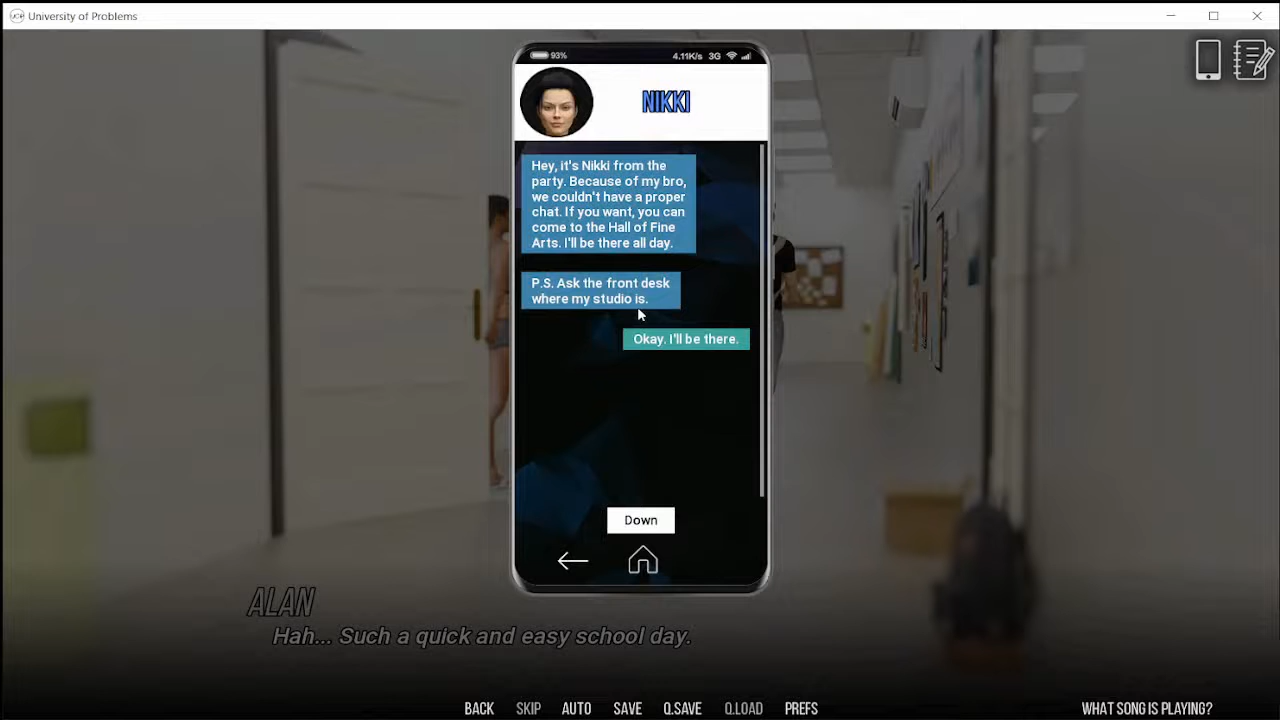 University of Problems
93%
4.11K/s 3G
NIKKI
Hey, it's Nikki from the
party. Because of my bro,
we couldn't have a proper
chat. If you want, you can
come to the Hall of Fine
Arts. I'll be there all day.
P.S. Ask the front desk
where my studio is.
Okay. I'll be there.
Down
ALAN
Hah... Such a quick and easy school day.
BACK SKIP AUTO SAVE Q.SAVE Q.LOAD PREFS
WHAT SONG IS PLAYING?